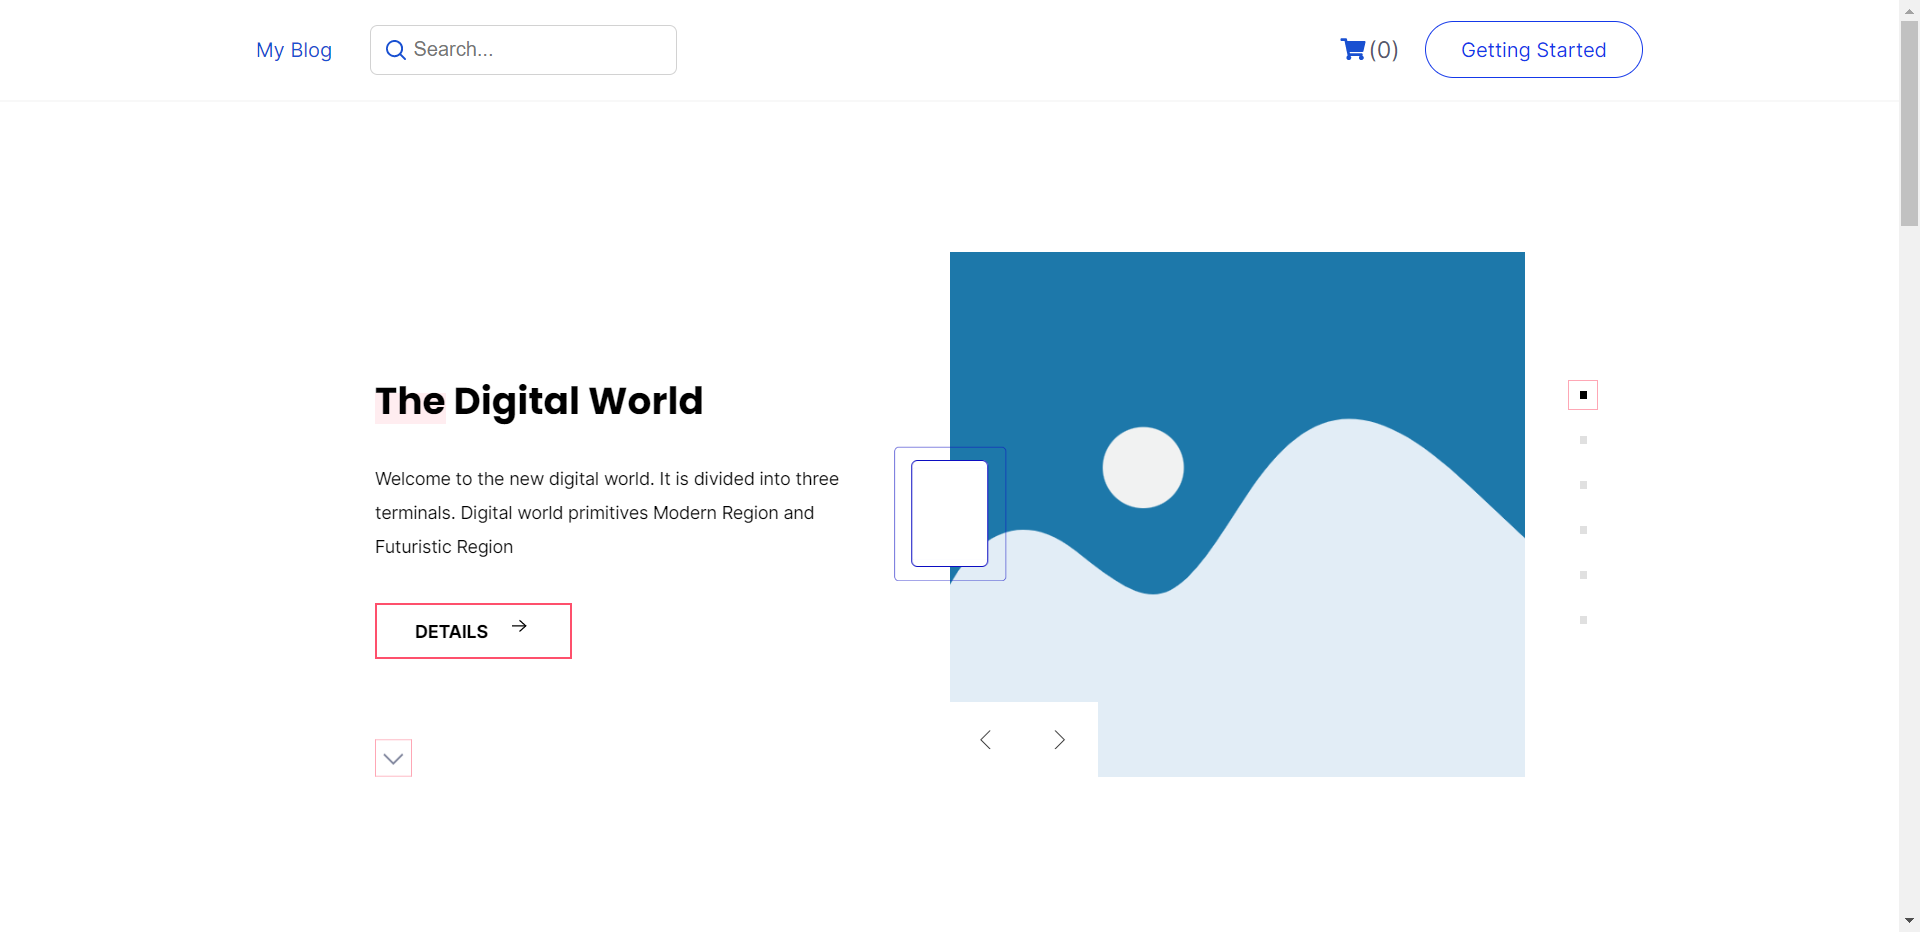 My Blog
Search...
(0)
Getting Started
The Digital World
Welcome to the new digital world. It is divided into three
terminals. Digital world primitives Modern Region and
Futuristic Region
DETAILS